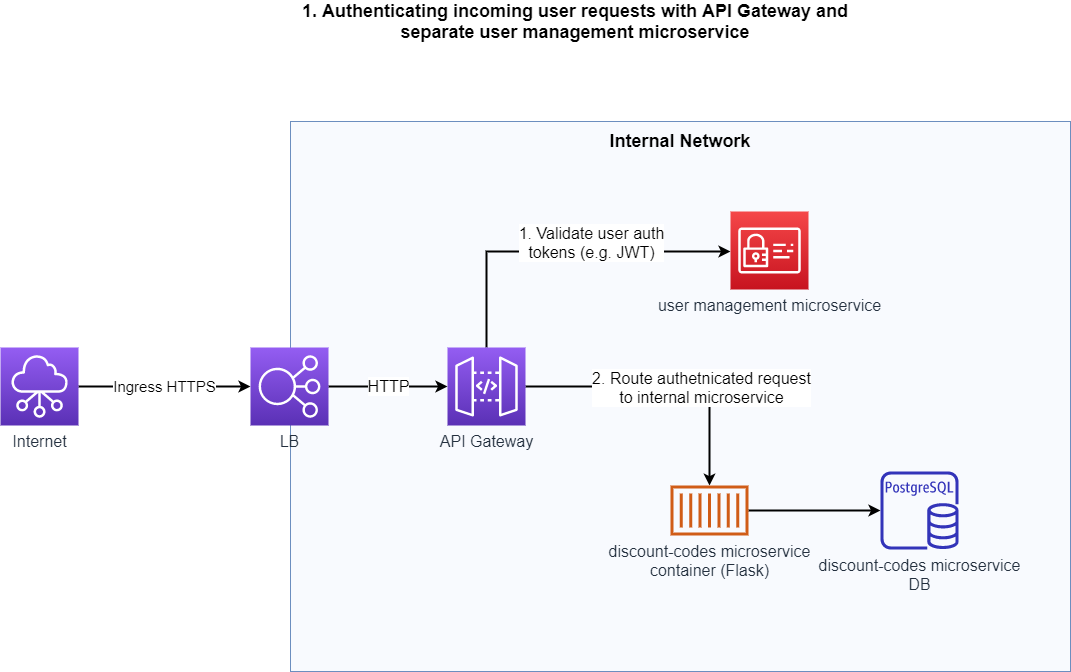 1. Authenticating incoming user requests with API Gateway and
separate user management microservice
Internal Network
1. Validate user auth
tokens (e.g. JWT)
user management microservice
Ingress HTTPS
HTTP
2. Route authetnicated request
to internal microservice
Internet
LB
API Gateway
PostgreSQL
discount-codes microservice
container (Flask)
discount-codes microservice
DB